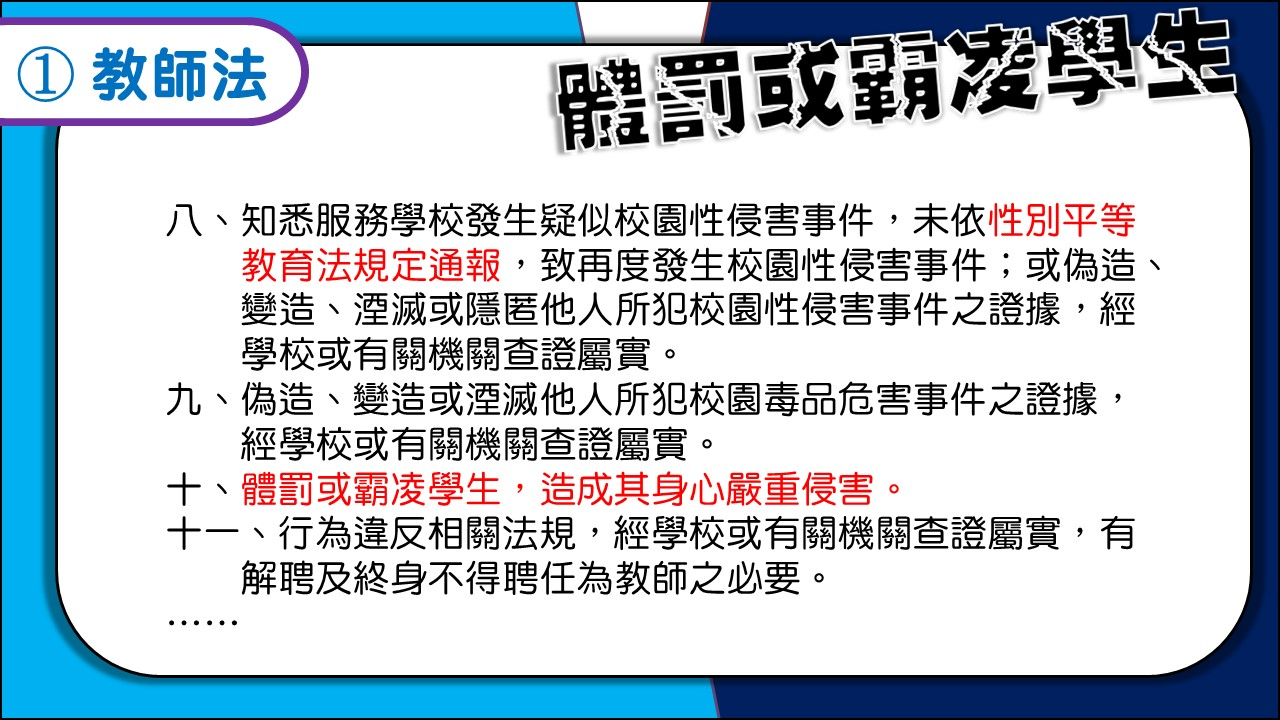 ① 教師法
體罰或霸凌學生
八、知悉服務學校發生疑似校園性侵害事件，未依性別平等
教育法規定通報，致再度發生校園性侵害事件；或偽造、
變造、湮滅或隱匿他人所犯校園性侵害事件之證據，經
學校或有關機關查證屬實。
九、偽造、變造或湮滅他人所犯校園毒品危害事件之證據，
經學校或有關機關查證屬實。
十、體罰或霸凌學生，造成其身心嚴重侵害。
十一、行為違反相關法規，經學校或有關機關查證屬實，有
解聘及終身不得聘任為教師之必要。
……